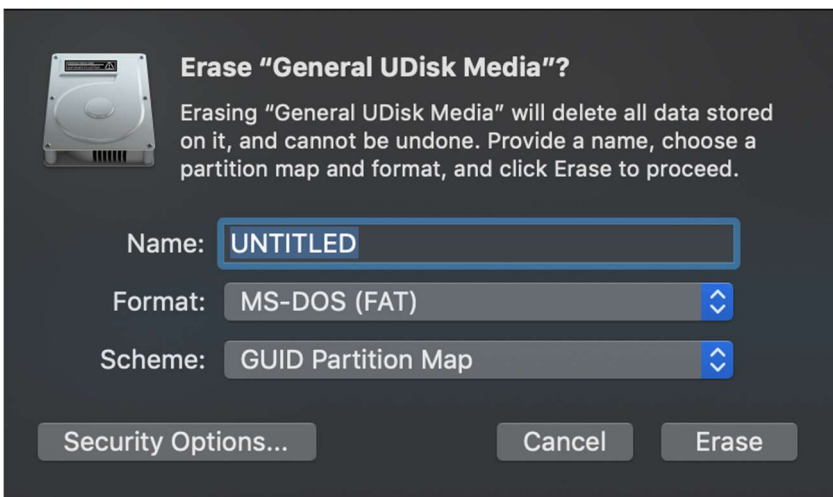 Erase “General UDisk Media”?
Erasing “General UDisk Media” will delete all data stored
on it, and cannot be undone. Provide a name, choose a
partition map and format, and click Erase to proceed.
Name: UNTITLED
Format: MS-DOS (FAT)
Scheme: GUID Partition Map
Security Options... Cancel Erase